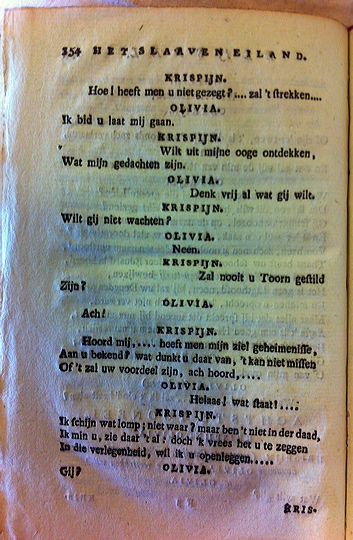 254 HET SLAAVEN EILAND.
KRISPIJN.
Hoe! heeft men u niet gezegt?.... zal 't strekken....
OLIVIA.
Ik bid u laat mij gaan.
KRISPIJN.
Wilt uit mijne ooge ontdekken,
Wat mijn gedachten zijn.
OLIVIA.
Denk vrij al wat gij wilt.
KRISPIJN.
Wilt gij niet wachten?
OLIVIA.
Neen.
KRISPIJN.
Zal nooit u Toorn gestild
Zijn?
OLIVIA.
Ach!
KRISPIJN.
Hoord mij,.... heeft men mijn ziel geheimenisse,
Aan u bekend? wat dunkt u daar van, 't kan niet missen
Of 't zal uw voordeel zijn, ach hoord,....
OLIVIA.
Helaas! wat staat!....
KRISPIJN.
Ik schijn wat lomp; niet waar? maar ben 't niet in der daad,
Ik min u, zie daar 't al: doch 'k vrees het u te zeggen
In die verlegenheid, wil ik u openleggen.....
OLIVIA.
Gij?
KRIS-